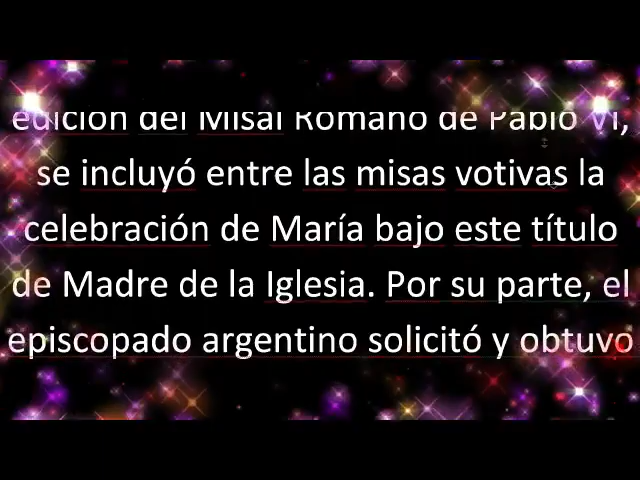 edición del Misal Romano de Pablo VI,
se incluyó entre las misas votivas la
celebración de María bajo este título
de Madre de la Iglesia. Por su parte, el
episcopado argentino solicitó y obtuvo